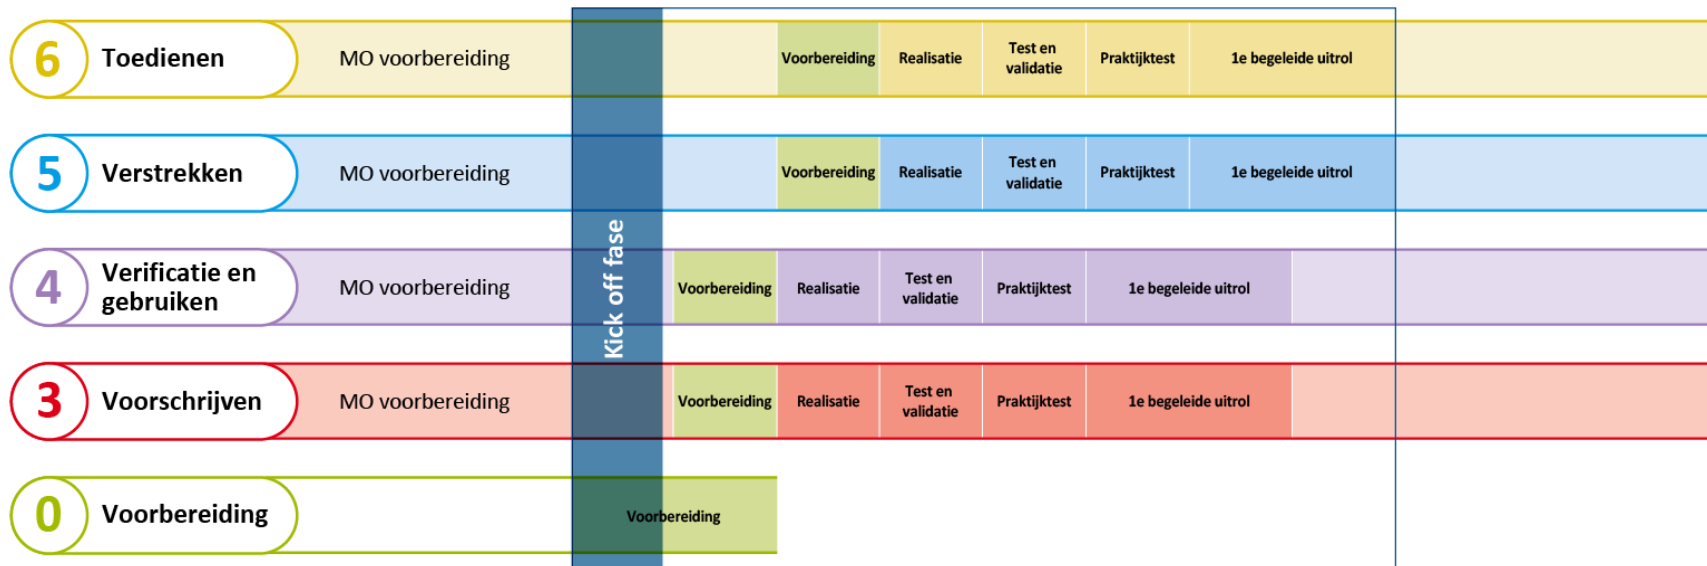 6 Toedienen MO voorbereiding Voorbereiding Realisatie Test en validatie Praktijktest 1e begeleide uitrol
5 Verstrekken MO voorbereiding Voorbereiding Realisatie Test en validatie Praktijktest 1e begeleide uitrol
Kick off fase
4 Verificatie en gebruiken MO voorbereiding Voorbereiding Realisatie Test en validatie Praktijktest 1e begeleide uitrol
3 Voorschrijven MO voorbereiding Voorbereiding Realisatie Test en validatie Praktijktest 1e begeleide uitrol
0 Voorbereiding Voorbereiding